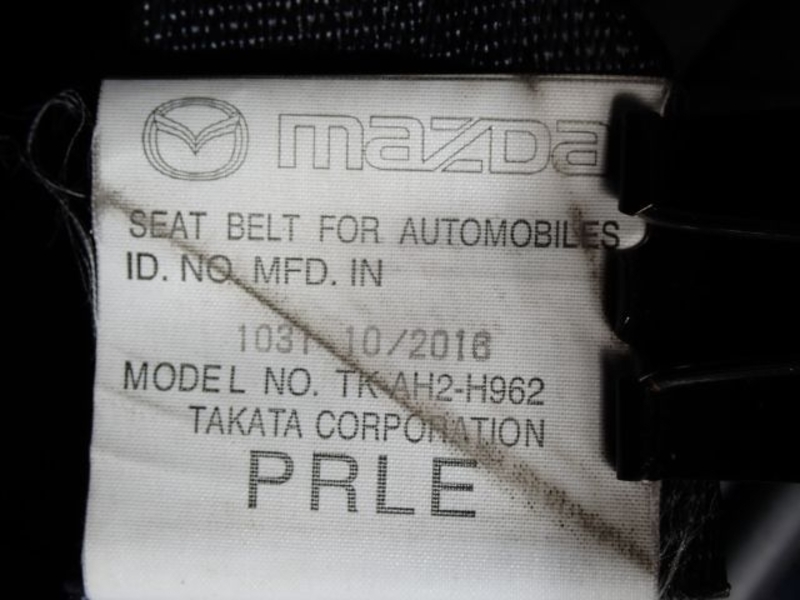 mazda
SEAT BELT FOR AUTOMOBILES
ID. NO. MFD. IN
1031 10/2016
MODEL NO. TK-AH2-H962
TAKATA CORPORATION
PRLE